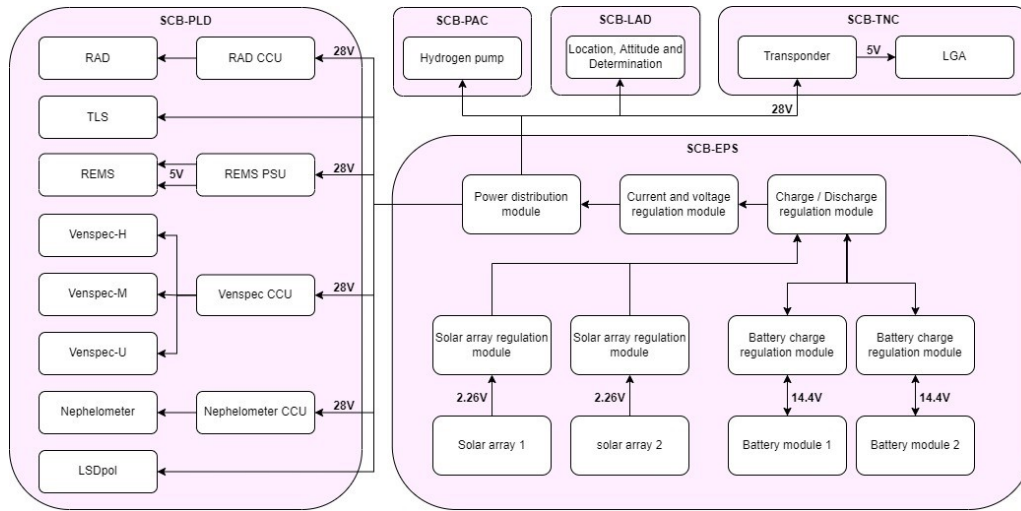 SCB-PLD
RAD
RAD CCU
28V
TLS
REMS
5V
REMS PSU
28V
Venspec-H
Venspec-M
Venspec CCU
28V
Venspec-U
Nephelometer
Nephelometer CCU
28V
LSDpol
SCB-PAC
Hydrogen pump
SCB-LAD
Location, Attitude and
Determination
SCB-TNC
Transponder
5V
LGA
28V
SCB-EPS
Power distribution
module
Current and voltage
regulation module
Charge / Discharge
regulation module
Solar array regulation
module
Solar array regulation
module
Battery charge
regulation module
Battery charge
regulation module
2.26V
2.26V
14.4V
14.4V
Solar array 1
solar array 2
Battery module 1
Battery module 2